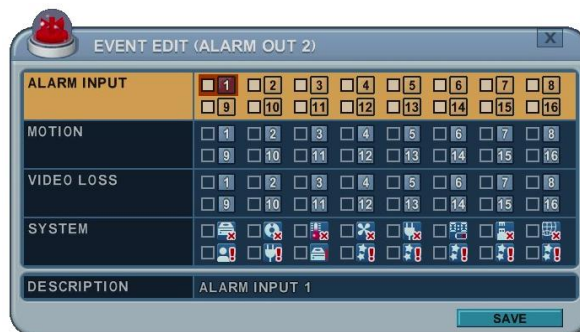 EVENT EDIT (ALARM OUT 2)
X
ALARM INPUT
1 2 3 4 5 6 7 8
9 10 11 12 13 14 15 16
MOTION
1 2 3 4 5 6 7 8
9 10 11 12 13 14 15 16
VIDEO LOSS
1 2 3 4 5 6 7 8
9 10 11 12 13 14 15 16
SYSTEM
DESCRIPTION ALARM INPUT 1
SAVE